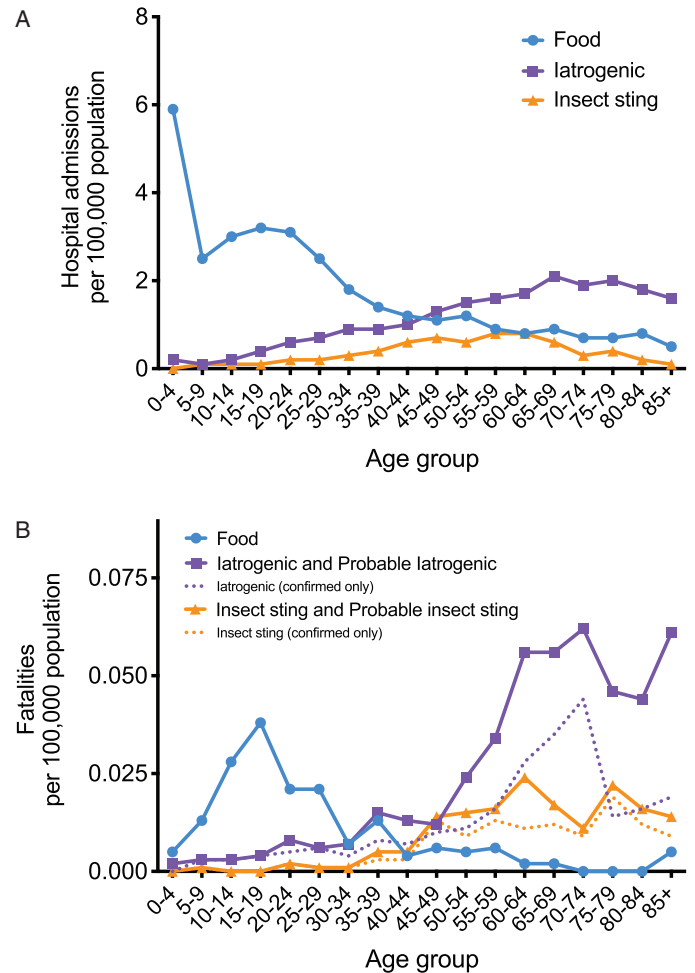 A
8
6
4
2
0
Hospital admissions
per 100,000 population
Food
Iatrogenic
Insect sting
0-4
5-9
10-14
15-19
20-24
25-29
30-34
35-39
40-44
45-49
50-54
55-59
60-64
65-69
70-74
75-79
80-84
85+
Age group
B
Food
Iatrogenic and Probable Iatrogenic
Iatrogenic (confirmed only)
Insect sting and Probable insect sting
Insect sting (confirmed only)
0.075
0.050
0.025
0.000
Fatalities
per 100,000 population
0-4
5-9
10-14
15-19
20-24
25-29
30-34
35-39
40-44
45-49
50-54
55-59
60-64
65-69
70-74
75-79
80-84
85+
Age group